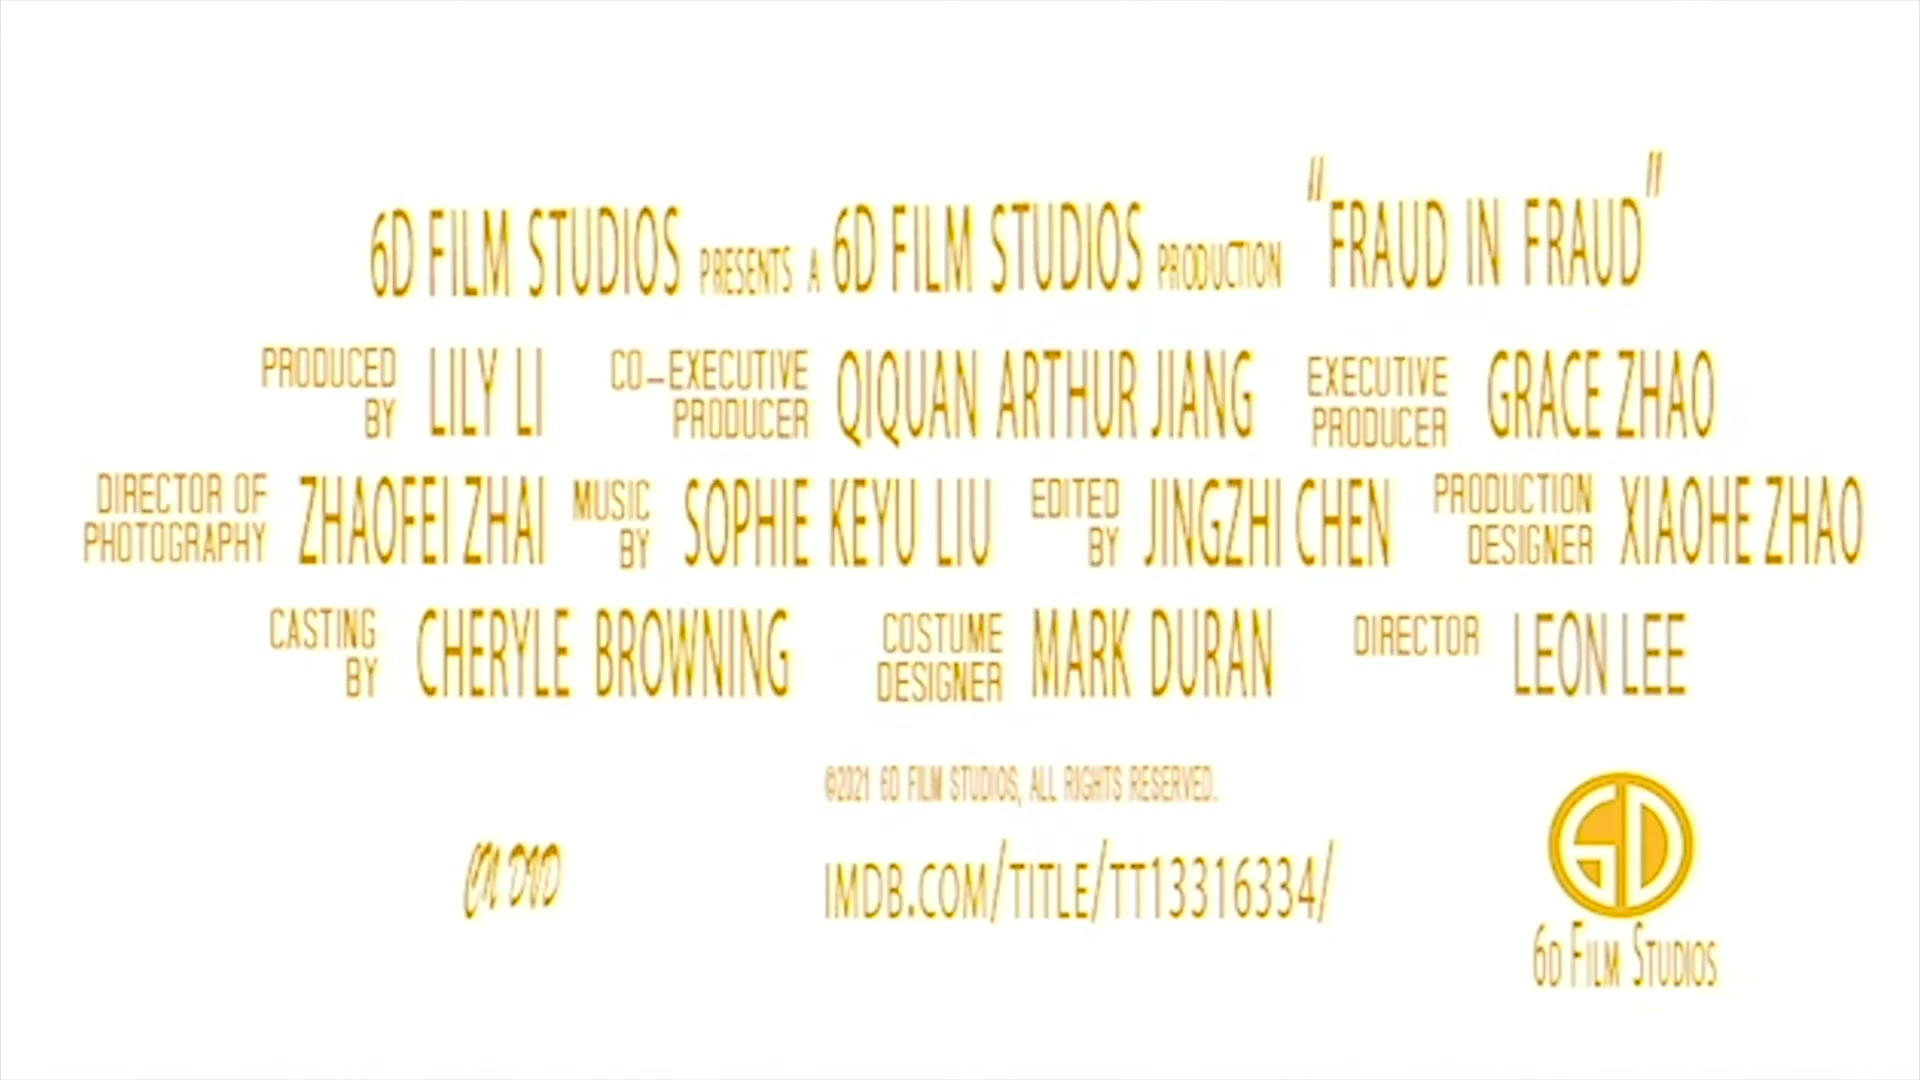 6D FILM STUDIOS PRESENTS A 6D FILM STUDIOS PRODUCTION "FRAUD IN FRAUD"
PRODUCED BY LILY LI CO-EXECUTIVE PRODUCER QIQUAN ARTHUR JIANG EXECUTIVE PRODUCER GRACE ZHAO
DIRECTOR OF PHOTOGRAPHY ZHAOFEI ZHAI MUSIC BY SOPHIE KEYU LIU EDITED BY JINGZHI CHEN PRODUCTION DESIGNER XIAOHE ZHAO
CASTING BY CHERYLE BROWNING COSTUME DESIGNER MARK DURAN DIRECTOR LEON LEE
©2021 6D FILM STUDIOS, ALL RIGHTS RESERVED.
ON DVD
IMDB.COM/TITLE/TT13316334/
6D
6D FILM STUDIOS